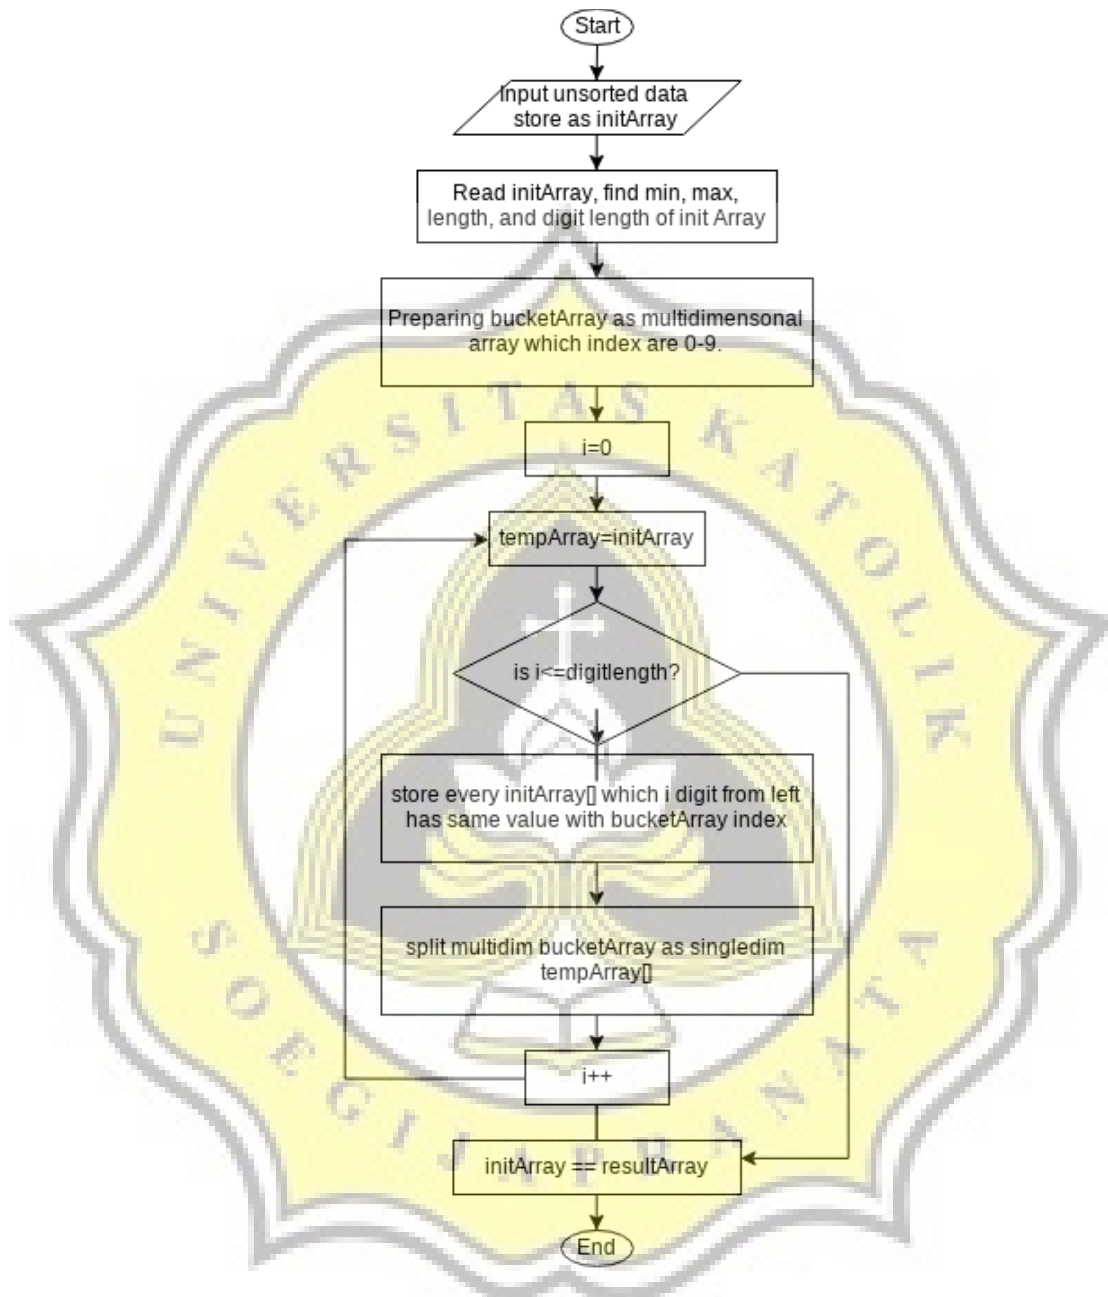 Start
Input unsorted data
store as initArray
Read initArray, find min, max,
length, and digit length of init Array
Preparing bucketArray as multidimensonal
array which index are 0-9.
i=0
tempArray=initArray
is i<=digitlength?
store every initArray[] which i digit from left
has same value with bucketArray index
split multidim bucketArray as singledim
tempArray[]
i++
initArray == resultArray
End
UNIVERSITAS KATOLIK
SOEGIJAPRANATA